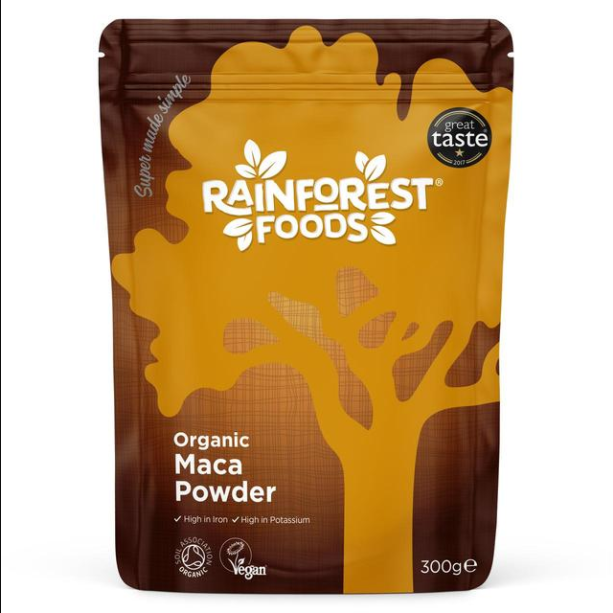 Super made simple
great
taste
2017
RAINFOREST®
FOODS
Organic
Maca
Powder
✓ High in Iron ✓ High in Potassium
SOIL ASSOCIATION
ORGANIC
Vegan
300g℮